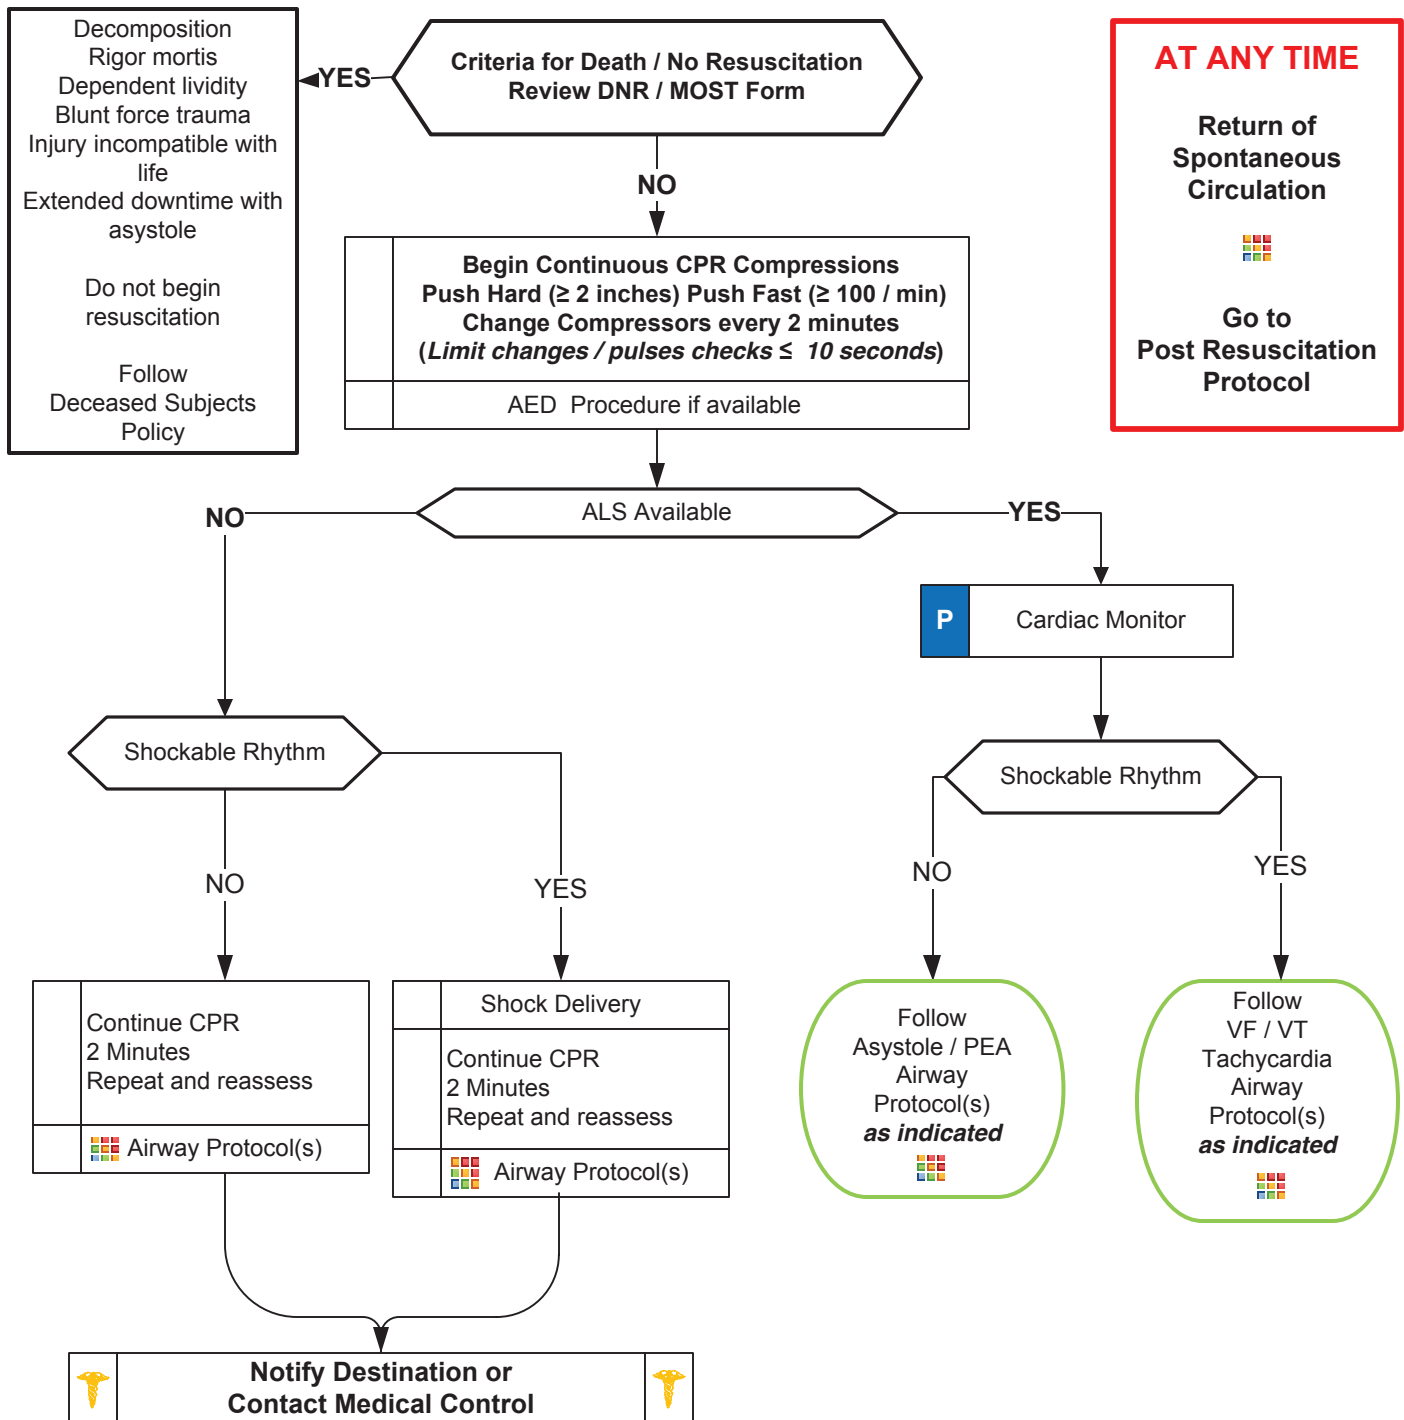 Decomposition
Rigor mortis
Dependent lividity
Blunt force trauma
Injury incompatible with
life
Extended downtime with
asystole
Do not begin
resuscitation
Follow
Deceased Subjects
Policy
YES
Criteria for Death / No Resuscitation
Review DNR / MOST Form
AT ANY TIME
Return of
Spontaneous
Circulation
Go to
Post Resuscitation
Protocol
NO
Begin Continuous CPR Compressions
Push Hard (≥ 2 inches) Push Fast (≥ 100 / min)
Change Compressors every 2 minutes
(Limit changes / pulses checks ≤ 10 seconds)
AED Procedure if available
NO
ALS Available
YES
P
Cardiac Monitor
Shockable Rhythm
Shockable Rhythm
NO
YES
NO
YES
Continue CPR
2 Minutes
Repeat and reassess
Airway Protocol(s)
Shock Delivery
Continue CPR
2 Minutes
Repeat and reassess
Airway Protocol(s)
Follow
Asystole / PEA
Airway
Protocol(s)
as indicated
Follow
VF / VT
Tachycardia
Airway
Protocol(s)
as indicated
Notify Destination or
Contact Medical Control